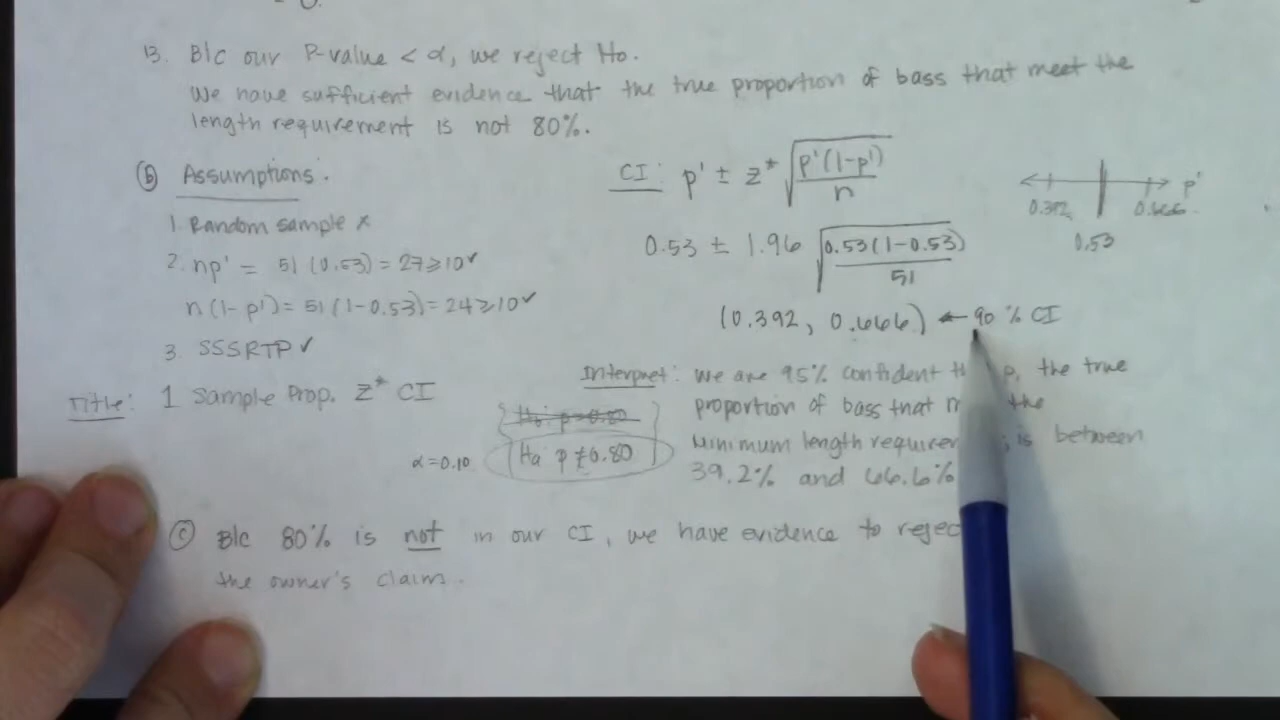 13. B/c our P-value < α, we reject Ho.
We have sufficient evidence that the true proportion of bass that meet the
length requirement is not 80%.
(b) Assumptions:
1. Random sample x
2. np' = 51 (0.53) = 27 ≥ 10 ✓
n(1-p') = 51 (1-0.53) = 24 ≥ 10 ✓
3. SSSRTP ✓
Title: 1 Sample Prop. Z* CI
CI: p' ± z* √(p'(1-p')/n)
0.53 ± 1.96 √(0.53(1-0.53)/51)
(0.392, 0.666) ← 90 % CI
p'
0.392 0.666
0.53
Interpret: We are 95% confident p, the true
proportion of bass that the
minimum length is between
39.2% and 66.6%
Ho: p=0.80
Ha: p≠0.80
α=0.10
(c) B/c 80% is not in our CI, we have evidence to
the owner's claim.